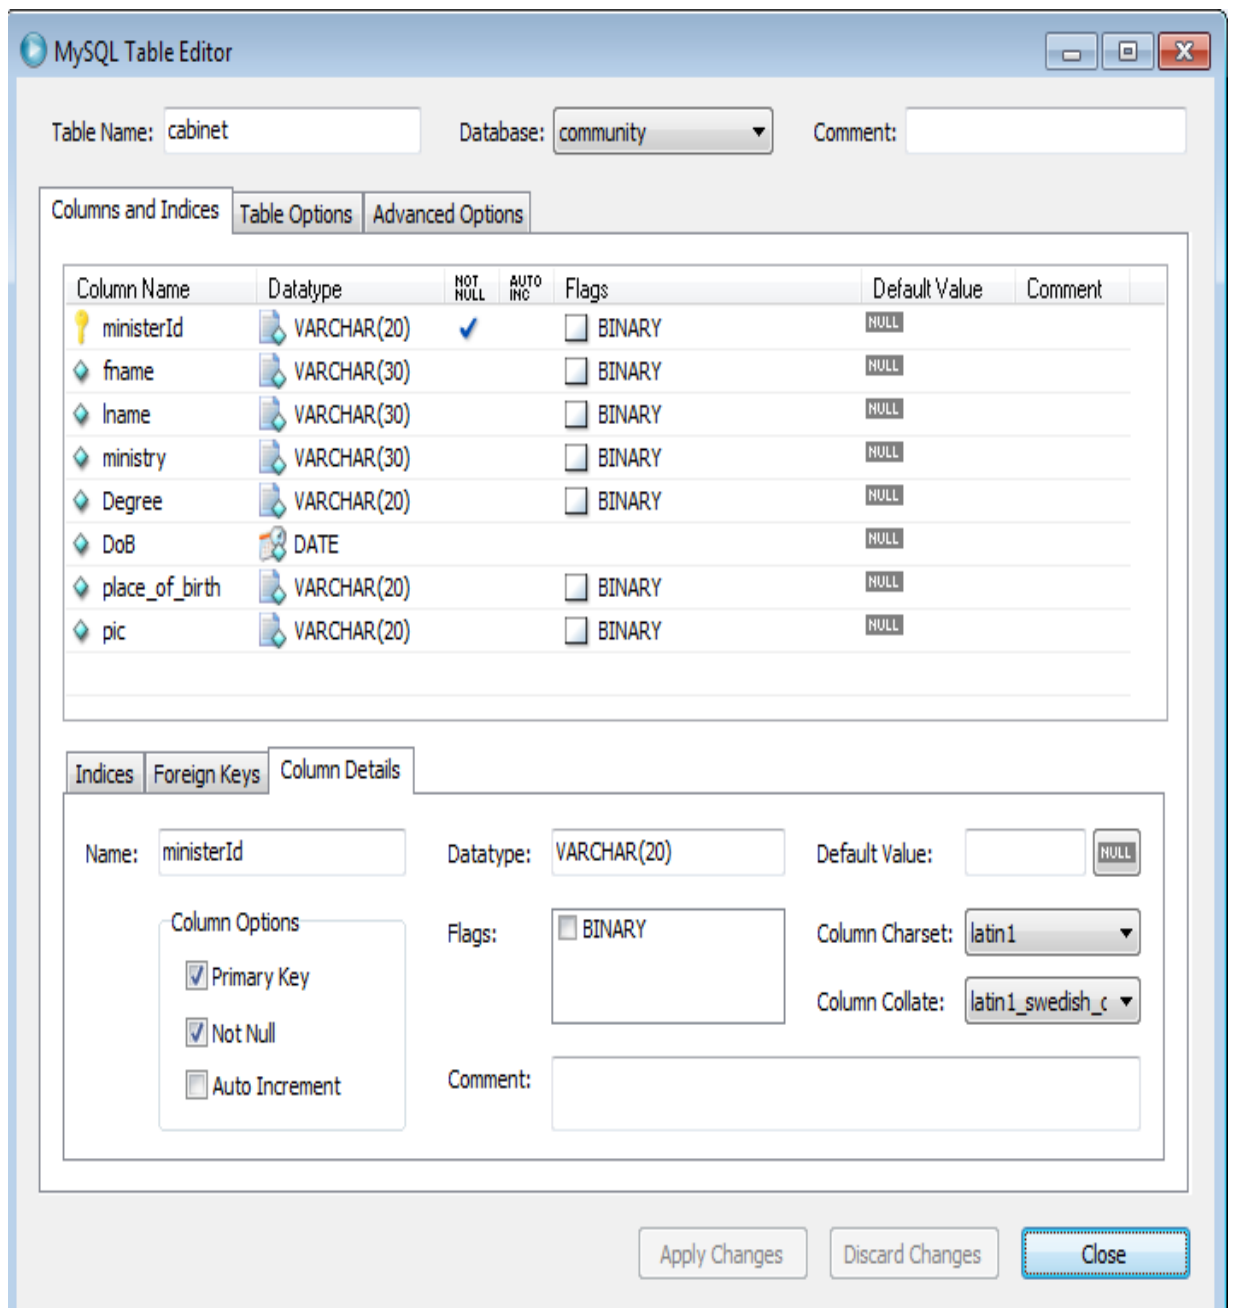 MySQL Table Editor
Table Name: cabinet Database: community Comment:
Columns and Indices Table Options Advanced Options
Column Name Datatype NOT NULL AUTO INC Flags Default Value Comment
ministerId VARCHAR(20) BINARY NULL
fname VARCHAR(30) BINARY NULL
lname VARCHAR(30) BINARY NULL
ministry VARCHAR(30) BINARY NULL
Degree VARCHAR(20) BINARY NULL
DoB DATE NULL
place_of_birth VARCHAR(20) BINARY NULL
pic VARCHAR(20) BINARY NULL
Indices Foreign Keys Column Details
Name: ministerId Datatype: VARCHAR(20) Default Value: NULL
Column Options Flags: BINARY Column Charset: latin1
Primary Key
Column Collate: latin1_swedish_c
Not Null
Auto Increment Comment:
Apply Changes Discard Changes Close